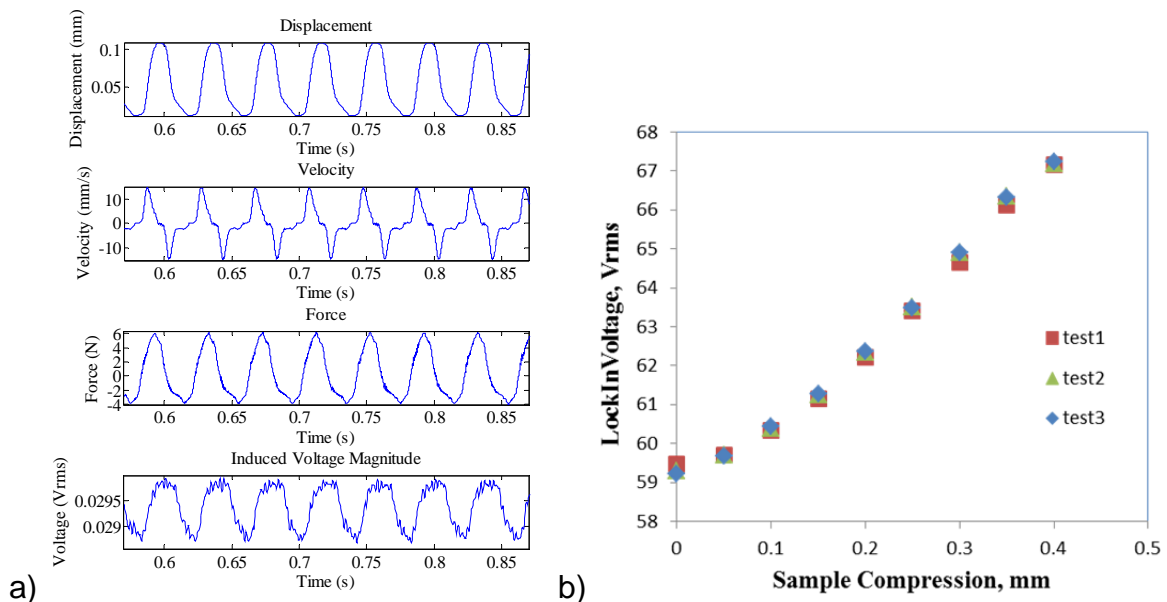 Displacement
Displacement (mm)
0.1
0.05
0.6 0.65 0.7 0.75 0.8 0.85
Time (s)
Velocity
Velocity (mm/s)
10
0
-10
0.6 0.65 0.7 0.75 0.8 0.85
Time (s)
Force
Force (N)
6
4
2
0
-2
-4
0.6 0.65 0.7 0.75 0.8 0.85
Time (s)
Induced Voltage Magnitude
Voltage (Vrms)
0.0295
0.029
0.6 0.65 0.7 0.75 0.8 0.85
Time (s)
a)
LockInVoltage, Vrms
68
67
66
65
64
63
62
61
60
59
58
0 0.1 0.2 0.3 0.4 0.5
Sample Compression, mm
test1
test2
test3
b)